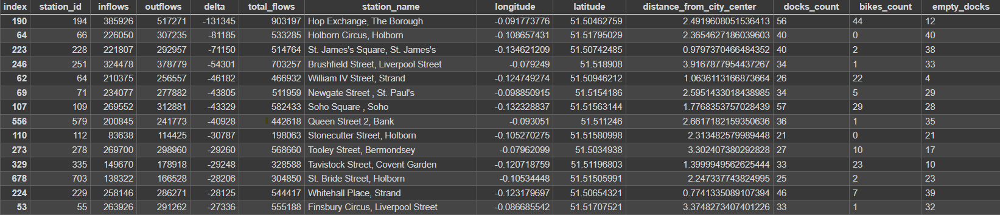 index station_id inflows outflows delta total_flows station_name longitude latitude distance_from_city_center docks_count bikes_count empty_docks
190 194 385926 517271 -131345 903197 Hop Exchange, The Borough -0.091773776 51.50462759 2.4919608051536413 56 44 12
64 66 226050 307235 -81185 533285 Holborn Circus, Holborn -0.108657431 51.51795029 2.3654627186039603 40 0 40
223 228 221807 292957 -71150 514764 St. James's Square, St. James's -0.134621209 51.50742485 0.9797370466484352 40 2 38
246 251 324478 378779 -54301 703257 Brushfield Street, Liverpool Street -0.079249 51.518908 3.9167877954437267 34 1 33
62 64 210375 256557 -46182 466932 William IV Street, Strand -0.124749274 51.50946212 1.0636113166873664 26 22 4
69 71 234077 277882 -43805 511959 Newgate Street , St. Paul's -0.098850915 51.5154186 2.5951433018438985 34 5 29
107 109 269552 312881 -43329 582433 Soho Square , Soho -0.132328837 51.51563144 1.7768353757028439 57 29 28
556 579 200845 241773 -40928 442618 Queen Street 2, Bank -0.093051 51.511246 2.6617182159350636 36 1 35
110 112 83638 114425 -30787 198063 Stonecutter Street, Holborn -0.105270275 51.51580998 2.313482579989448 21 0 21
273 278 269700 298960 -29260 568660 Tooley Street, Bermondsey -0.07962099 51.5034938 3.302407380292828 27 10 17
329 335 149670 178918 -29248 328588 Tavistock Street, Covent Garden -0.120718759 51.51196803 1.3999949562625444 33 23 10
678 703 138322 166528 -28206 304850 St. Bride Street, Holborn -0.10534448 51.51505991 2.247337743824995 25 2 23
224 229 258146 286271 -28125 544417 Whitehall Place, Strand -0.123179697 51.50654321 0.7741335089107394 46 7 39
53 55 263926 291262 -27336 555188 Finsbury Circus, Liverpool Street -0.086685542 51.51707521 3.3748273407401226 33 1 32